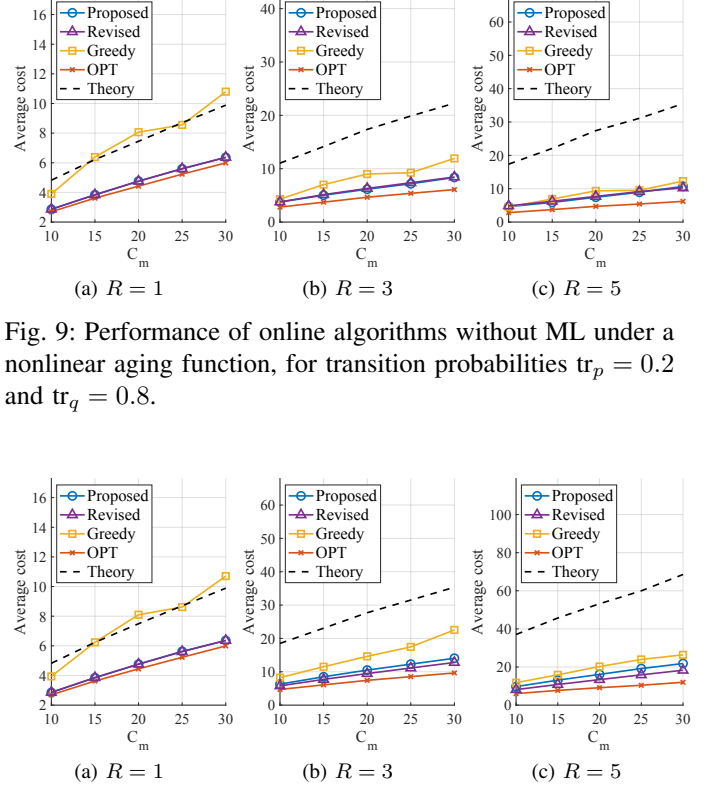 Proposed
Revised
Greedy
OPT
Theory
Average cost
16
14
12
10
8
6
4
2
10 15 20 25 30
C_m
(a) R = 1
Proposed
Revised
Greedy
OPT
Theory
Average cost
40
30
20
10
0
10 15 20 25 30
C_m
(b) R = 3
Proposed
Revised
Greedy
OPT
Theory
Average cost
60
50
40
30
20
10
0
10 15 20 25 30
C_m
(c) R = 5
Fig. 9: Performance of online algorithms without ML under a
nonlinear aging function, for transition probabilities tr_p = 0.2
and tr_q = 0.8.
Proposed
Revised
Greedy
OPT
Theory
Average cost
16
14
12
10
8
6
4
2
10 15 20 25 30
C_m
(a) R = 1
Proposed
Revised
Greedy
OPT
Theory
Average cost
60
50
40
30
20
10
0
10 15 20 25 30
C_m
(b) R = 3
Proposed
Revised
Greedy
OPT
Theory
Average cost
100
80
60
40
20
0
10 15 20 25 30
C_m
(c) R = 5